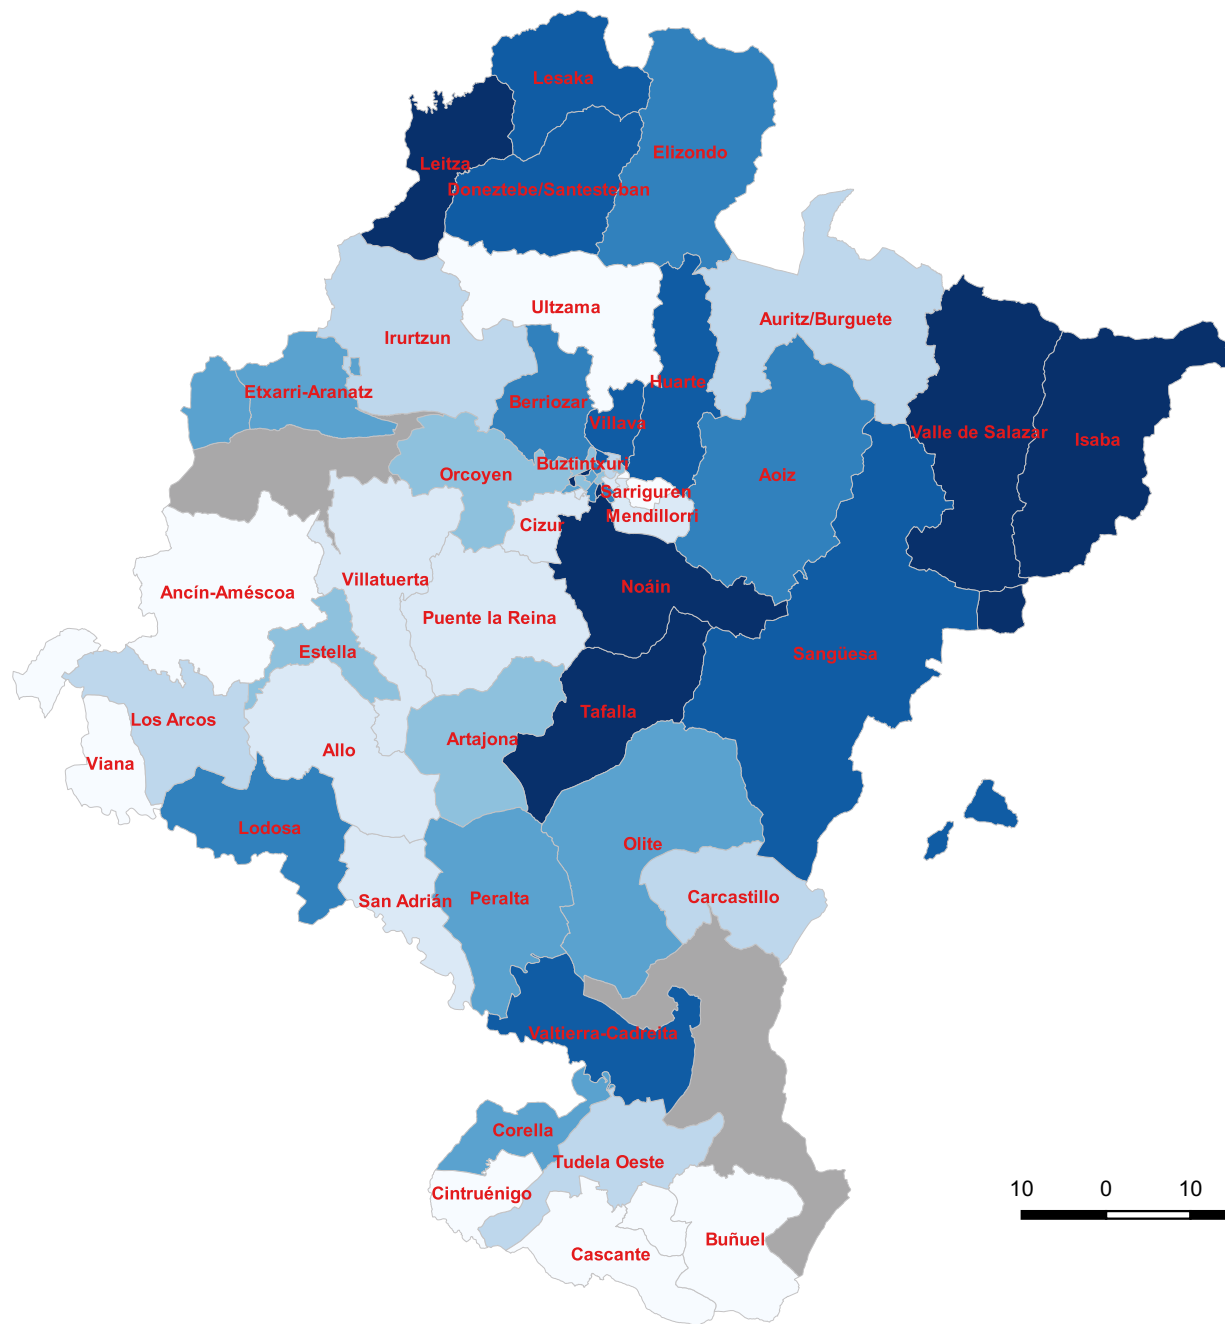 Lesaka
Elizondo
Leitza
Doneztebe/Santesteban
Ultzama
Auritz/Burguete
Irurtzun
Huarte
Etxarri-Aranatz
Berriozar
Villava
Valle de Salazar
Isaba
Buztintxuri
Orcoyen
Aoiz
Sarriguren
Mendillorri
Cizur
Villatuerta
Noáin
Ancín-Améscoa
Puente la Reina
Estella
Sangüesa
Tafalla
Los Arcos
Artajona
Allo
Viana
Lodosa
Olite
Carcastillo
San Adrián
Peralta
Valtierra-Cadreita
Corella
Tudela Oeste
Cintruénigo
10 0 10
Buñuel
Cascante